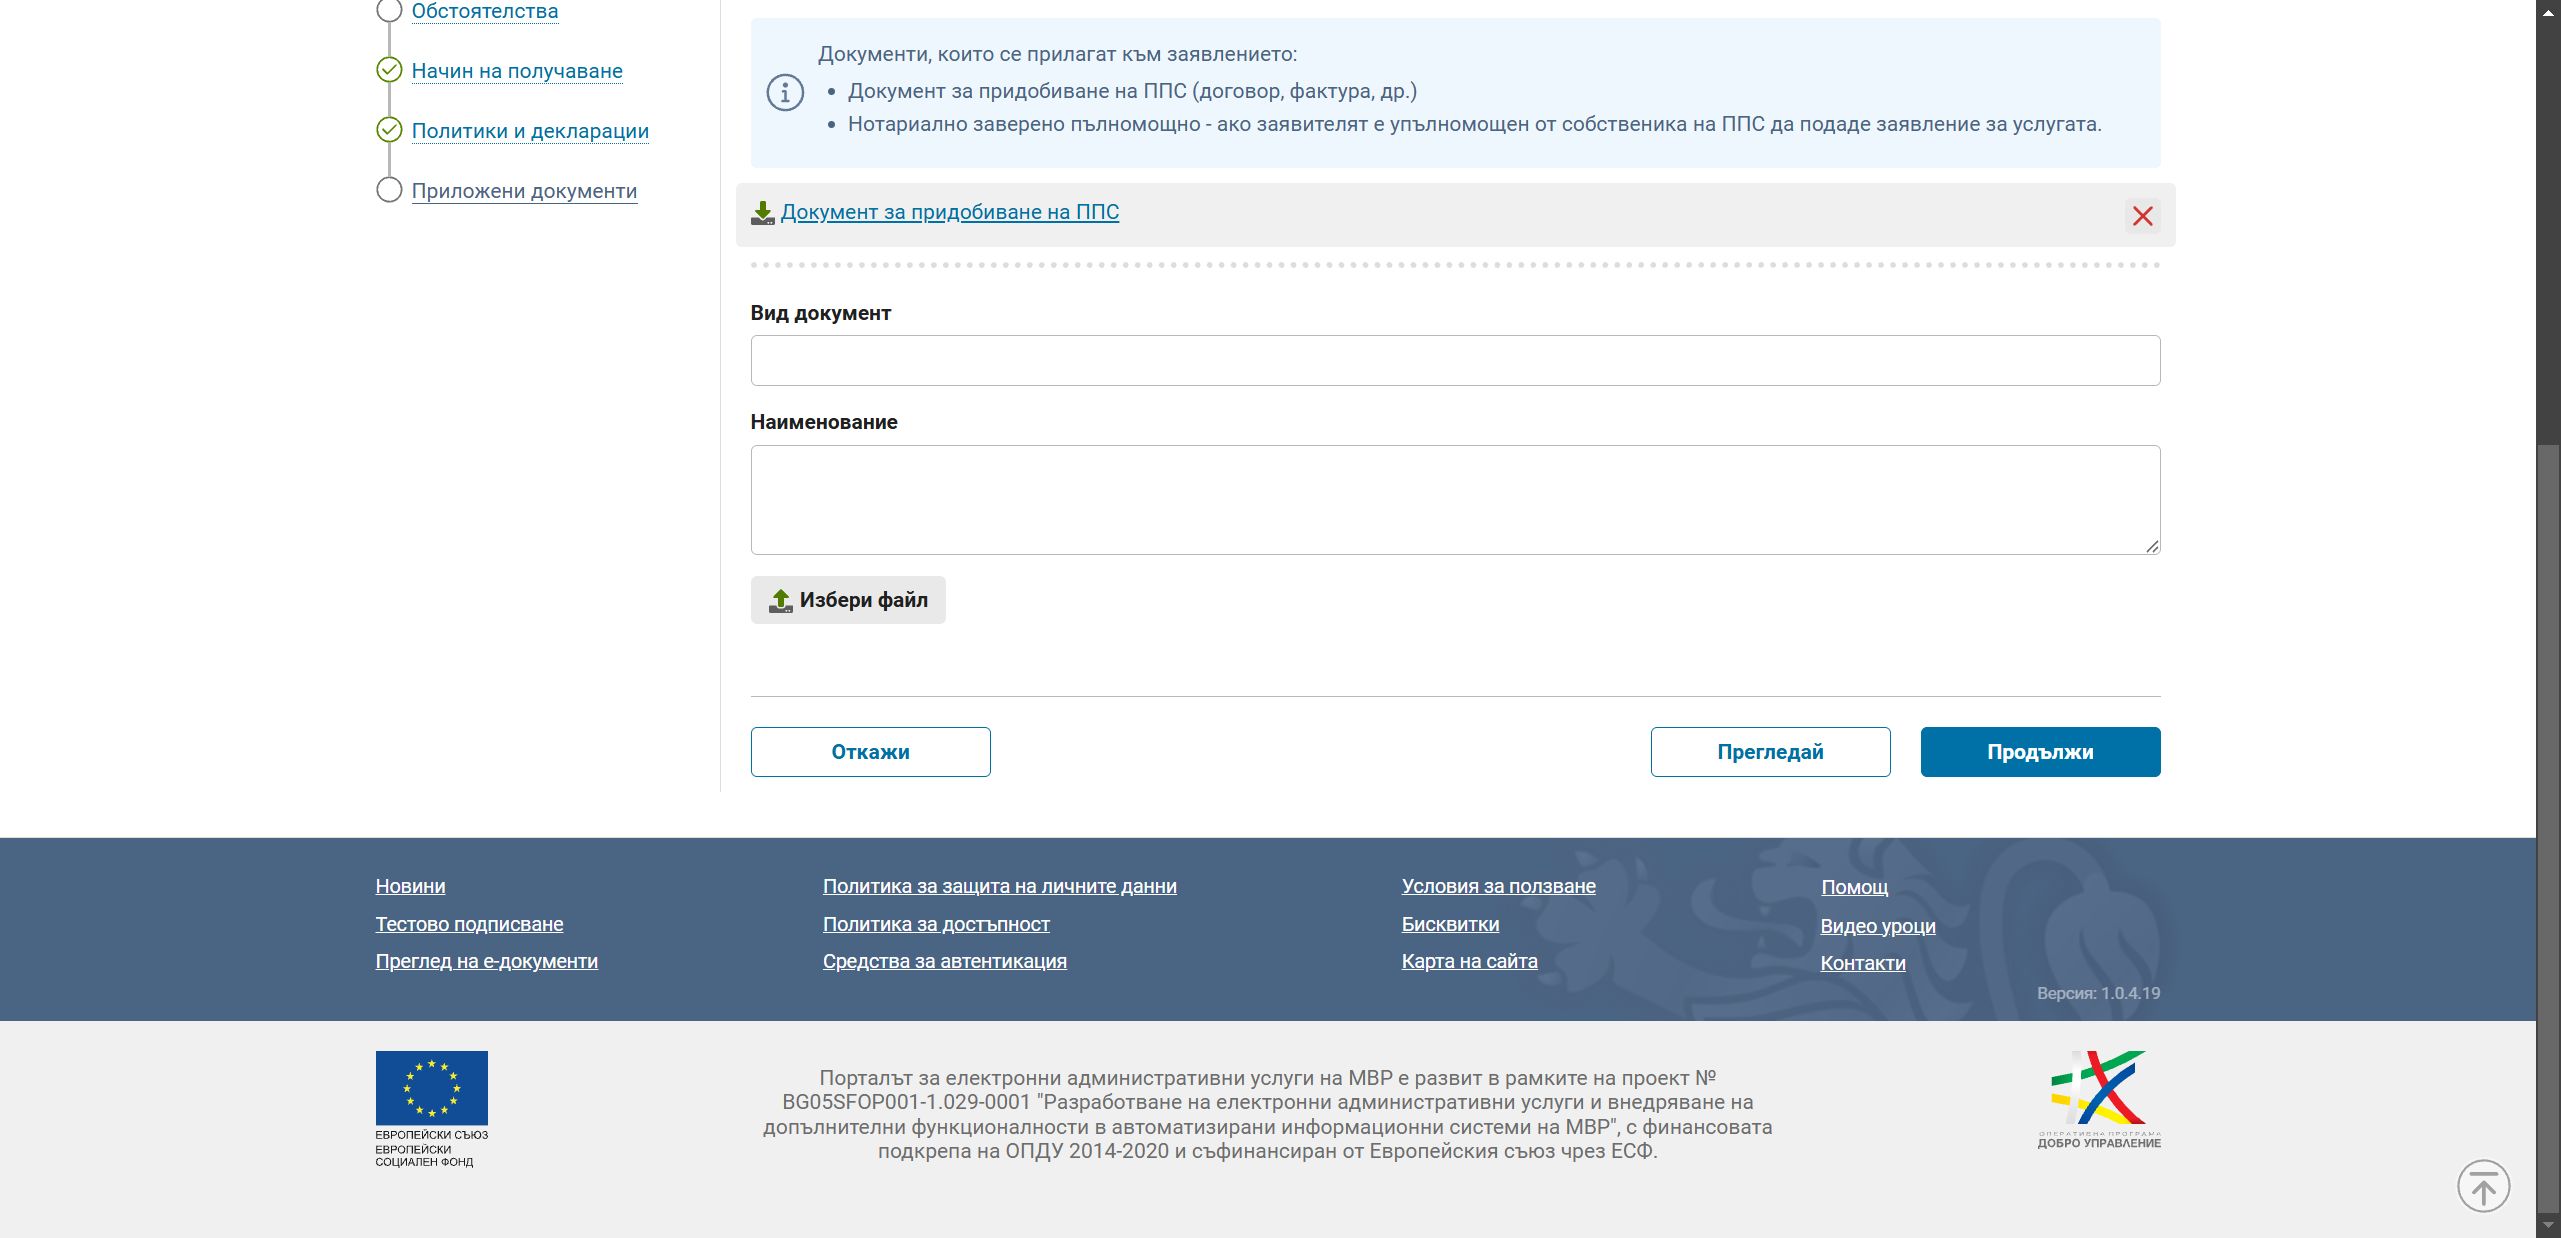 Обстоятелства
Начин на получаване
Политики и декларации
Приложени документи
Документи, които се прилагат към заявлението:
Документ за придобиване на ППС (договор, фактура, др.)
Нотариално заверено пълномощно - ако заявителят е упълномощен от собственика на ППС да подаде заявление за услугата.
Документ за придобиване на ППС
Вид документ
Наименование
Избери файл
Откажи
Прегледай
Продължи
Новини
Тестово подписване
Преглед на е-документи
Политика за защита на личните данни
Политика за достъпност
Средства за автентикация
Условия за ползване
Бисквитки
Карта на сайта
Помощ
Видео уроци
Контакти
Версия: 1.0.4.19
ЕВРОПЕЙСКИ СЪЮЗ
ЕВРОПЕЙСКИ
СОЦИАЛЕН ФОНД
Порталът за електронни административни услуги на МВР е развит в рамките на проект №
BG05SFOP001-1.029-0001 "Разработване на електронни административни услуги и внедряване на
допълнителни функционалности в автоматизирани информационни системи на МВР", с финансовата
подкрепа на ОПДУ 2014-2020 и съфинансиран от Европейския съюз чрез ЕСФ.
ОПЕРАТИВНА ПРОГРАМА
ДОБРО УПРАВЛЕНИЕ